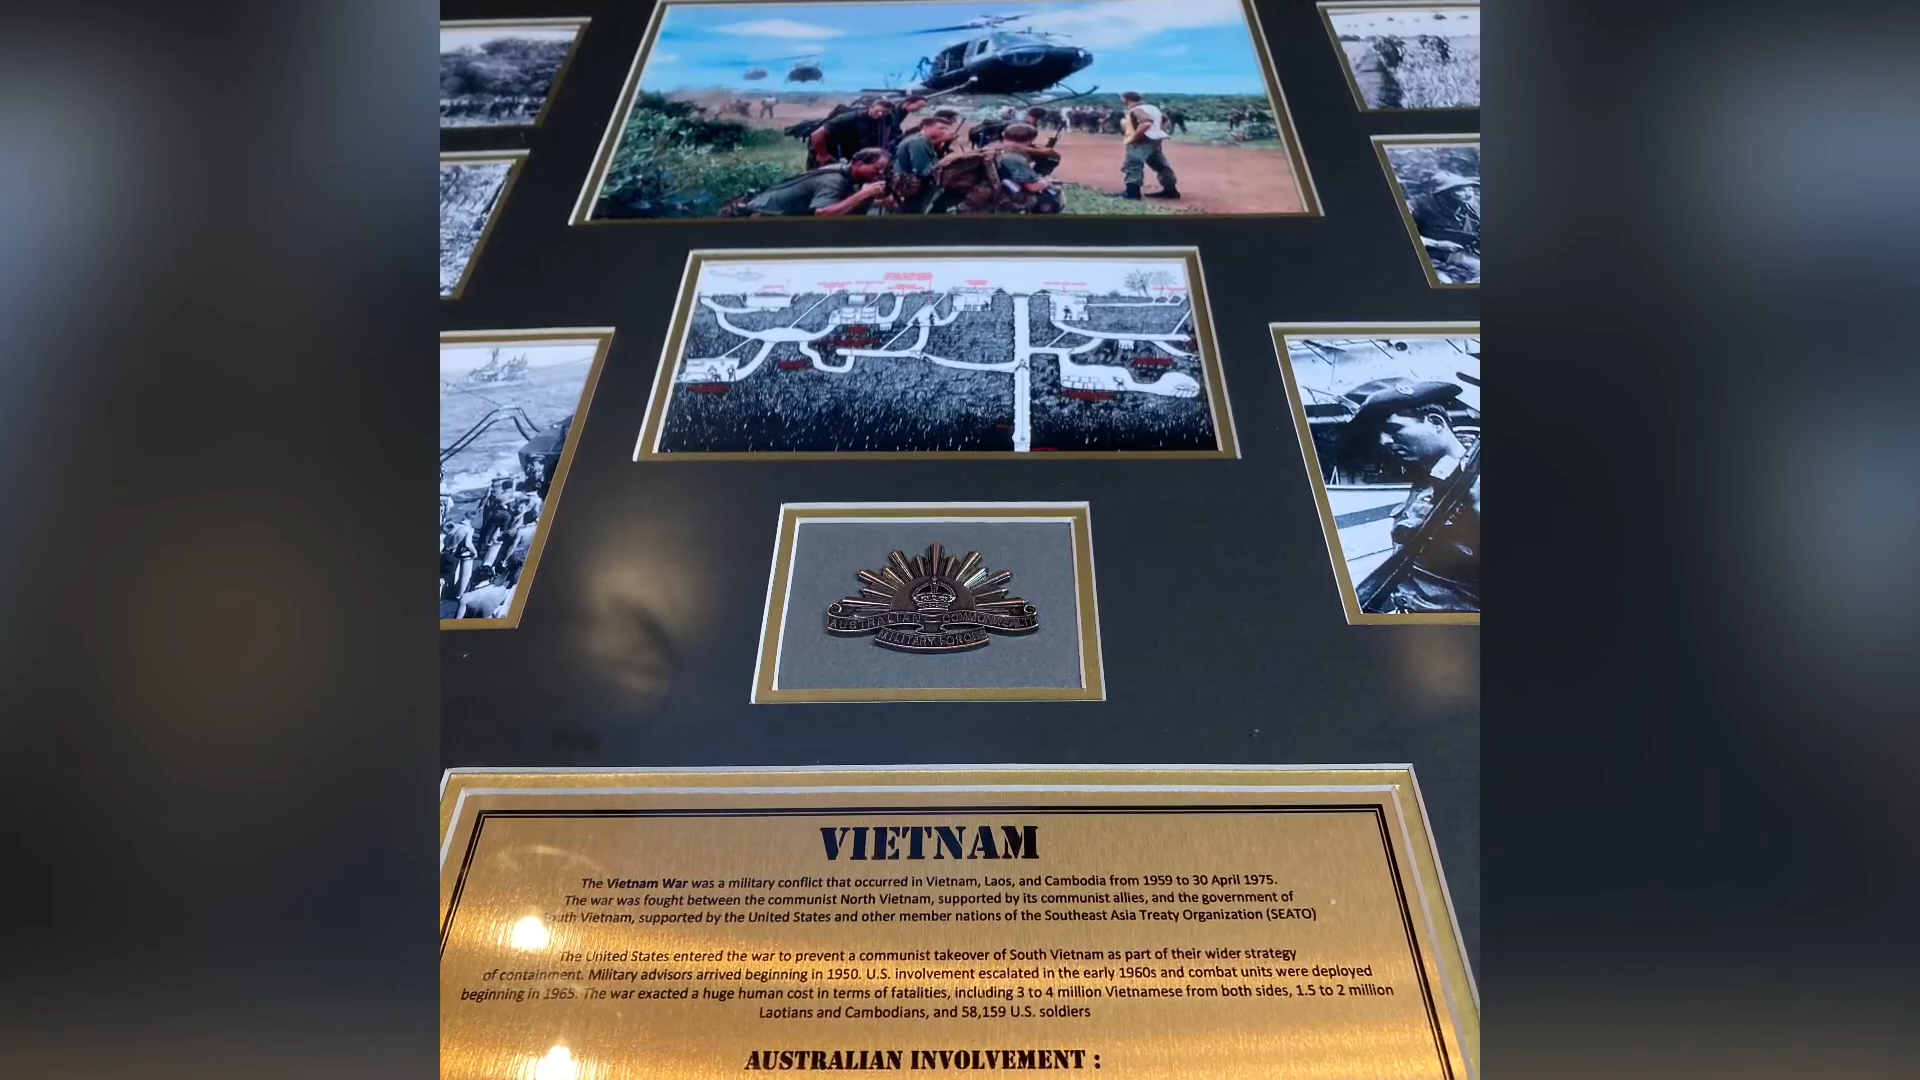 AUSTRALIAN COMMONWEALTH
MILITARY FORCES
VIETNAM
The Vietnam War was a military conflict that occurred in Vietnam, Laos, and Cambodia from 1959 to 30 April 1975.
The war was fought between the communist North Vietnam, supported by its communist allies, and the government of
South Vietnam, supported by the United States and other member nations of the Southeast Asia Treaty Organization (SEATO)
The United States entered the war to prevent a communist takeover of South Vietnam as part of their wider strategy
of containment. Military advisors arrived beginning in 1950. U.S. involvement escalated in the early 1960s and combat units were deployed
beginning in 1965. The war exacted a huge human cost in terms of fatalities, including 3 to 4 million Vietnamese from both sides, 1.5 to 2 million
Laotians and Cambodians, and 58,159 U.S. soldiers
AUSTRALIAN INVOLVEMENT :